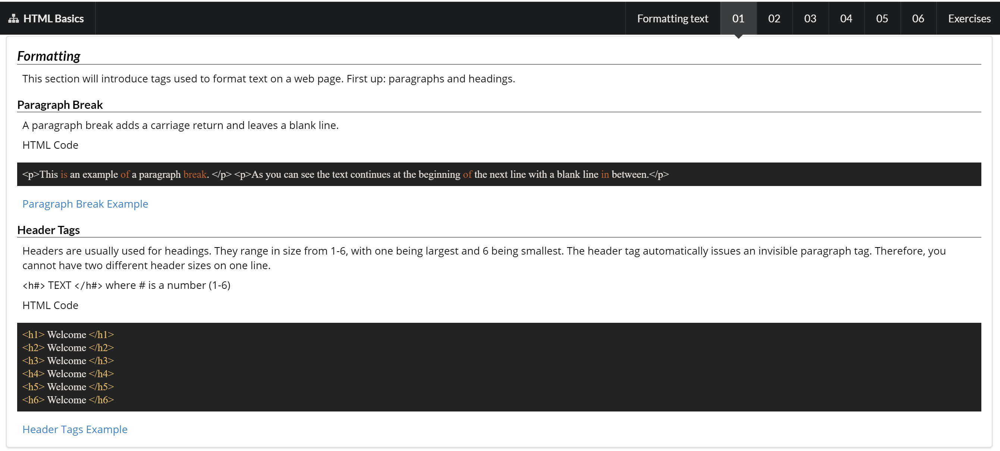 HTML Basics
Formatting text 01 02 03 04 05 06 Exercises
Formatting
This section will introduce tags used to format text on a web page. First up: paragraphs and headings.
Paragraph Break
A paragraph break adds a carriage return and leaves a blank line.
HTML Code
<p>This is an example of a paragraph break. </p> <p>As you can see the text continues at the beginning of the next line with a blank line in between.</p>
Paragraph Break Example
Header Tags
Headers are usually used for headings. They range in size from 1-6, with one being largest and 6 being smallest. The header tag automatically issues an invisible paragraph tag. Therefore, you
cannot have two different header sizes on one line.
<h#> TEXT </h#> where # is a number (1-6)
HTML Code
<h1> Welcome </h1>
<h2> Welcome </h2>
<h3> Welcome </h3>
<h4> Welcome </h4>
<h5> Welcome </h5>
<h6> Welcome </h6>
Header Tags Example